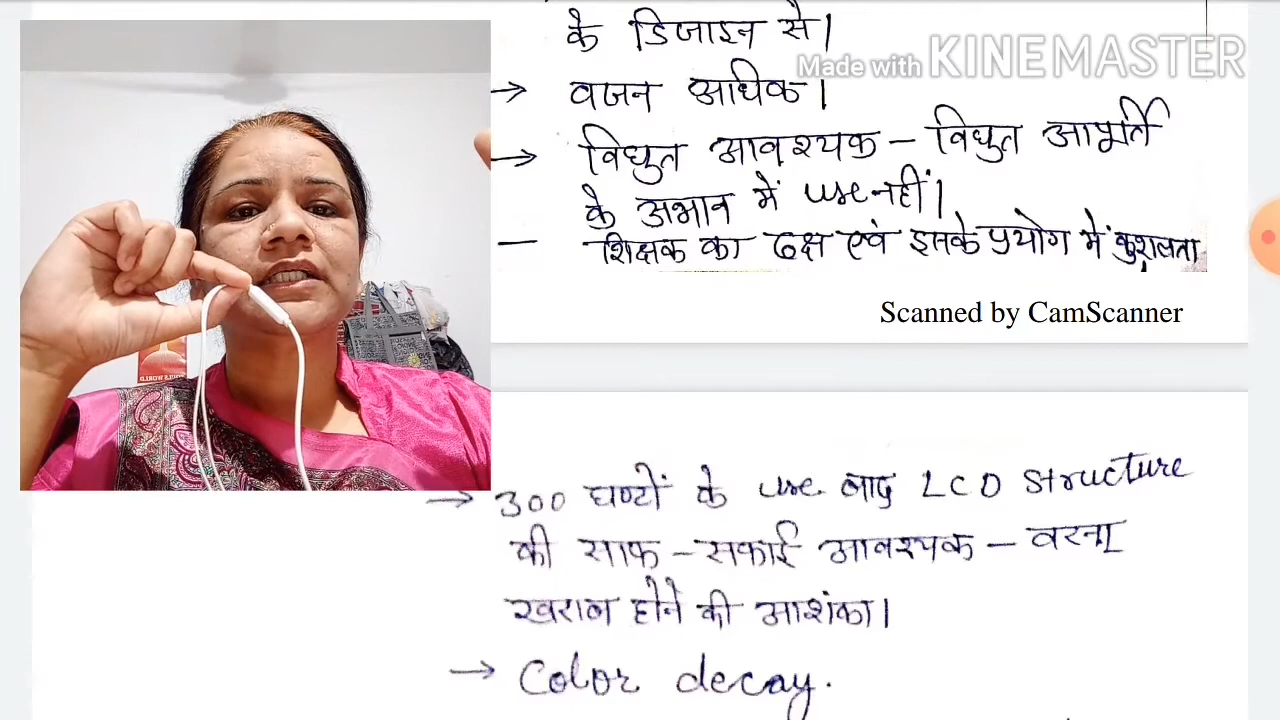 के डिजाइन से।
Made with KINEMASTER
→ वजन अधिक।
→ विधुत आवश्यक – विधुत आपूर्ति
के अभाव में use नहीं।
– शिक्षक का दक्ष एवं इनके प्रयोग में कुशलता
Scanned by CamScanner
→ 300 घण्टों के use बाद LCD structure
की साफ – सफाई आवश्यक – वरना
खराब होने की आशंका।
→ Color decay.